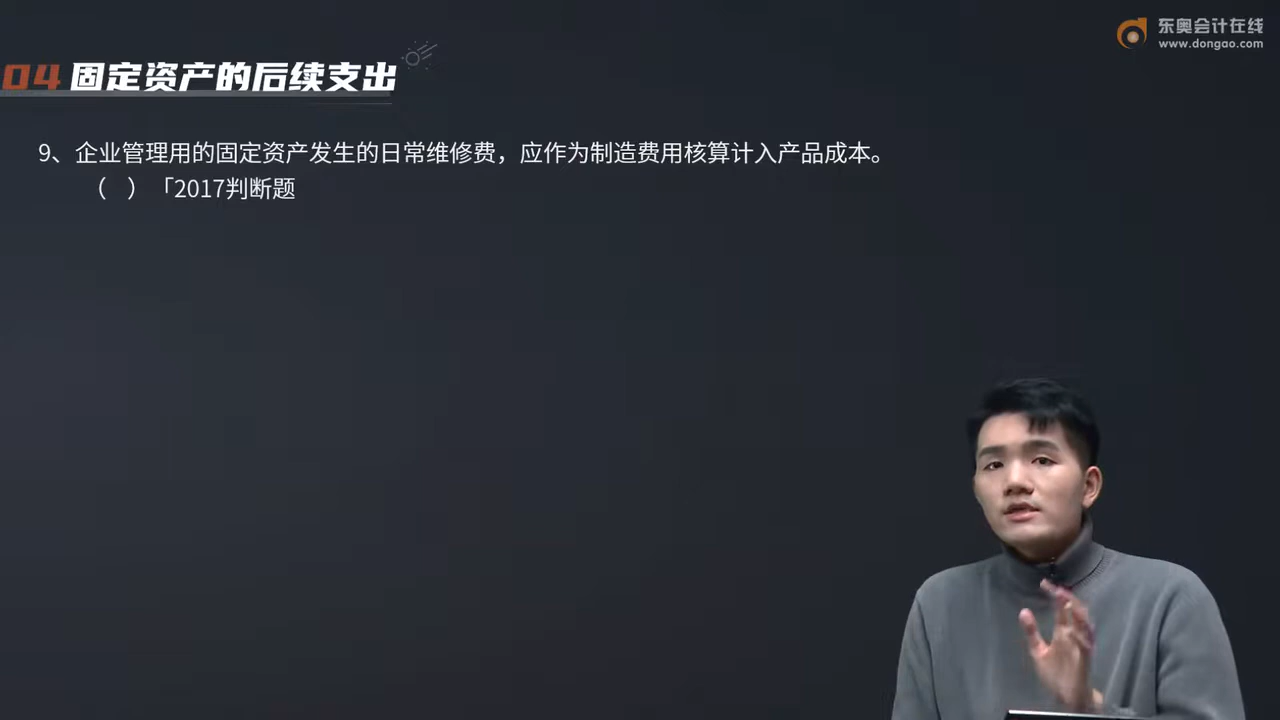 东奥会计在线
www.dongao.com
04 固定资产的后续支出
9、企业管理用的固定资产发生的日常维修费，应作为制造费用核算计入产品成本。
（ ）「2017判断题